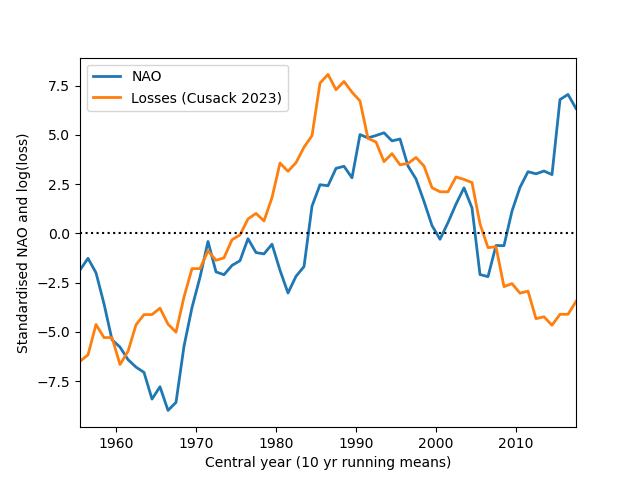 NAO
Losses (Cusack 2023)
7.5
5.0
2.5
0.0
−2.5
−5.0
−7.5
Standardised NAO and log(loss)
1960 1970 1980 1990 2000 2010
Central year (10 yr running means)